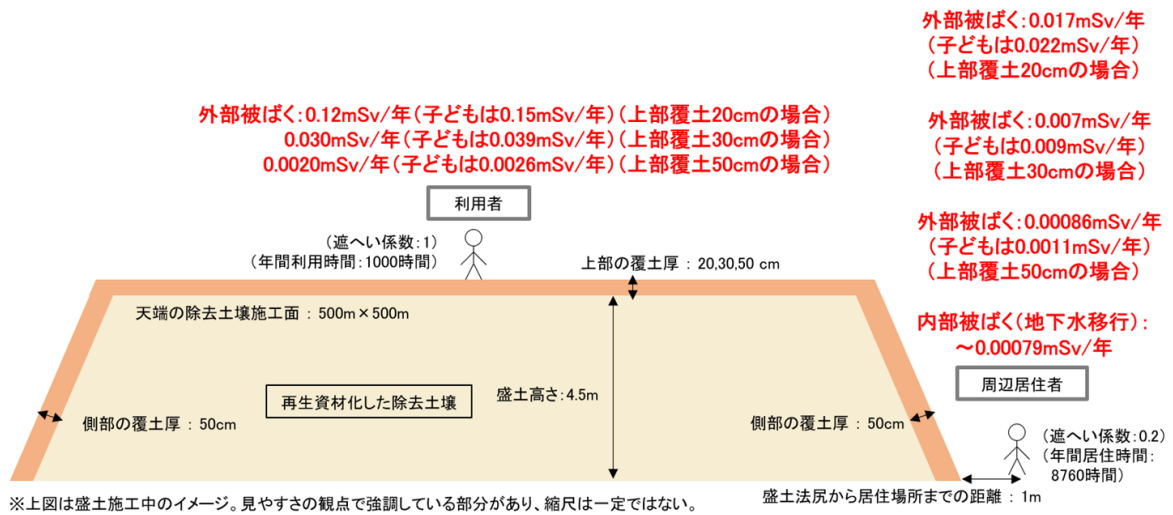 外部被ばく:0.017mSv/年
(子どもは0.022mSv/年)
(上部覆土20cmの場合)
外部被ばく:0.12mSv/年(子どもは0.15mSv/年)(上部覆土20cmの場合)
0.030mSv/年(子どもは0.039mSv/年)(上部覆土30cmの場合)
0.0020mSv/年(子どもは0.0026mSv/年)(上部覆土50cmの場合)
外部被ばく:0.007mSv/年
(子どもは0.009mSv/年)
(上部覆土30cmの場合)
利用者
外部被ばく:0.00086mSv/年
(子どもは0.0011mSv/年)
(上部覆土50cmの場合)
(遮へい係数:1)
(年間利用時間:1000時間)
上部の覆土厚 : 20,30,50 cm
天端の除去土壌施工面 : 500m×500m
内部被ばく(地下水移行):
~0.00079mSv/年
周辺居住者
再生資材化した除去土壌
盛土高さ:4.5m
側部の覆土厚 : 50cm
側部の覆土厚 : 50cm
(遮へい係数:0.2)
(年間居住時間:
8760時間)
盛土法尻から居住場所までの距離 : 1m
※上図は盛土施工中のイメージ。見やすさの観点で強調している部分があり、縮尺は一定ではない。